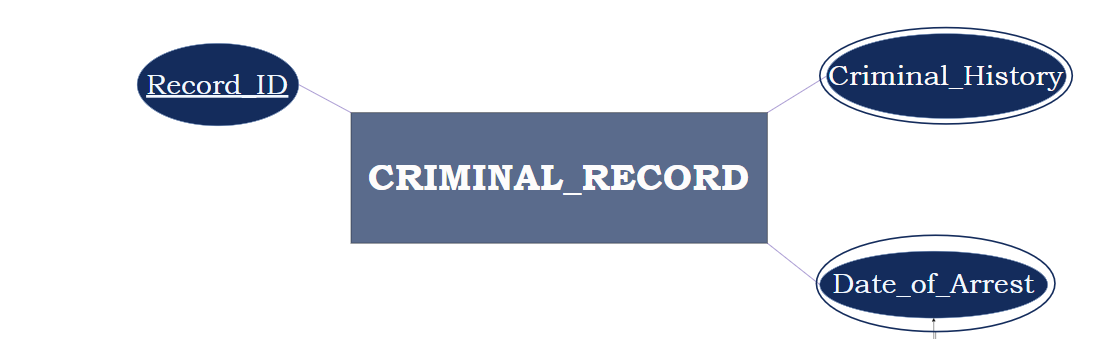 Record_ID
Criminal_History
CRIMINAL_RECORD
Date_of_Arrest